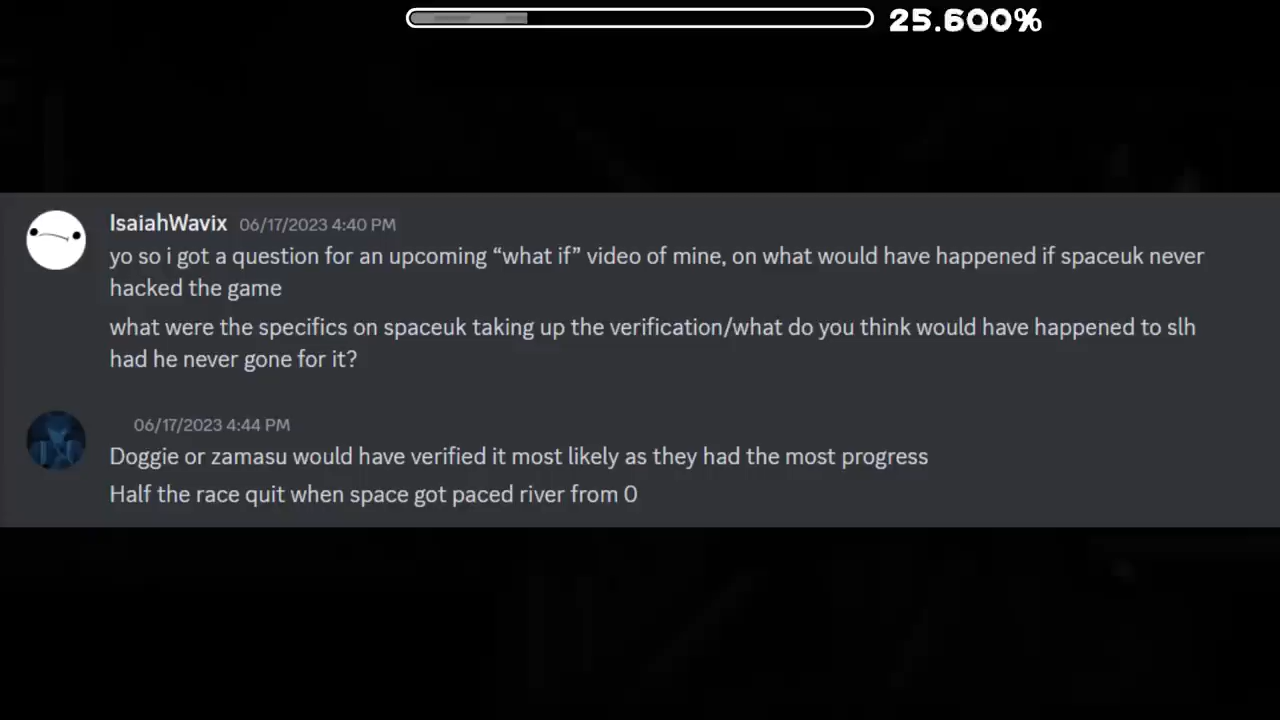 25.600%
IsaiahWavix 06/17/2023 4:40 PM
yo so i got a question for an upcoming “what if” video of mine, on what would have happened if spaceuk never
hacked the game
what were the specifics on spaceuk taking up the verification/what do you think would have happened to slh
had he never gone for it?
06/17/2023 4:44 PM
Doggie or zamasu would have verified it most likely as they had the most progress
Half the race quit when space got paced river from 0